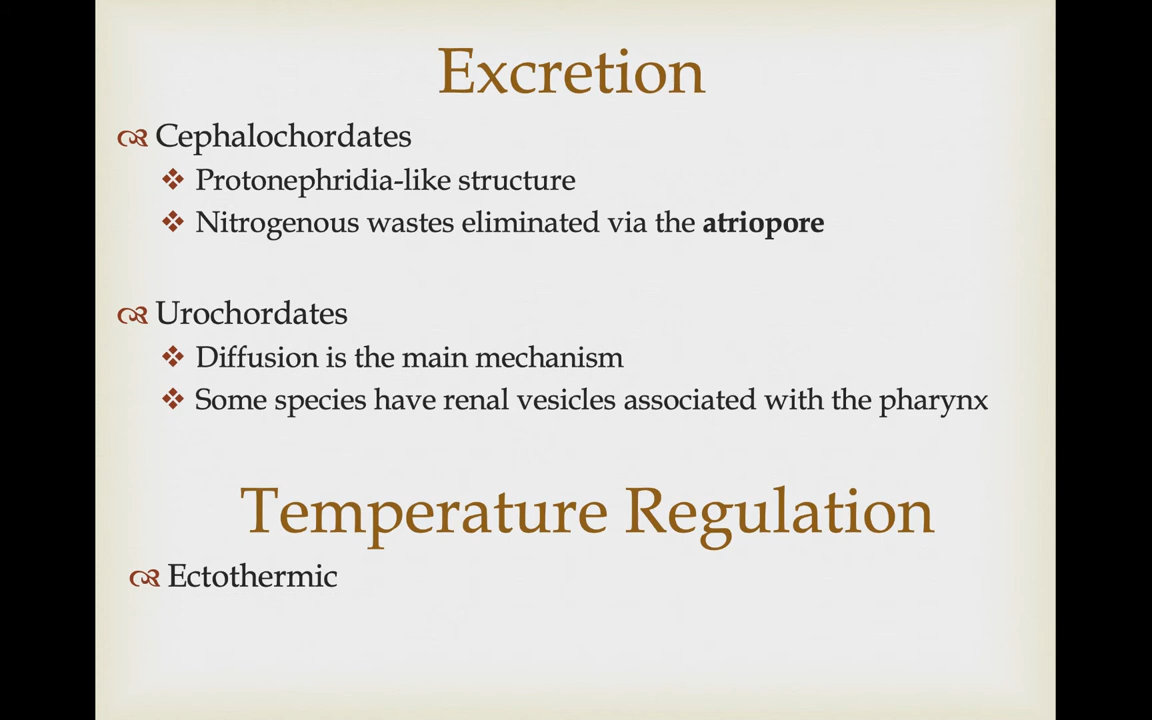 Excretion
Cephalochordates
Protonephridia-like structure
Nitrogenous wastes eliminated via the atriopore
Urochordates
Diffusion is the main mechanism
Some species have renal vesicles associated with the pharynx
Temperature Regulation
Ectothermic